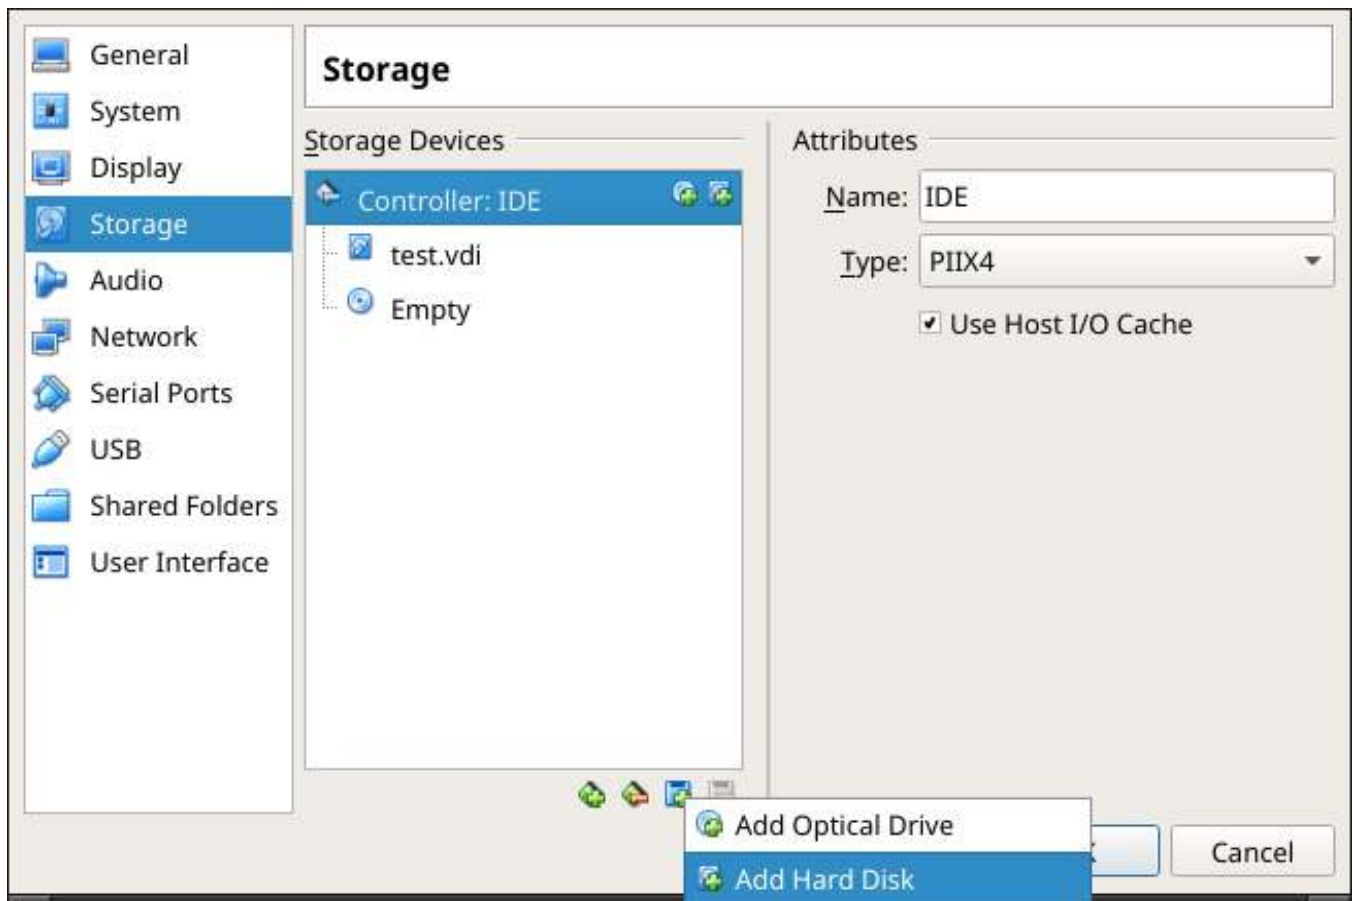 General
System
Display
Storage
Audio
Network
Serial Ports
USB
Shared Folders
User Interface
Storage
Storage Devices
Controller: IDE
test.vdi
Empty
Attributes
Name: IDE
Type: PIIX4
Use Host I/O Cache
Add Optical Drive
Add Hard Disk
Cancel